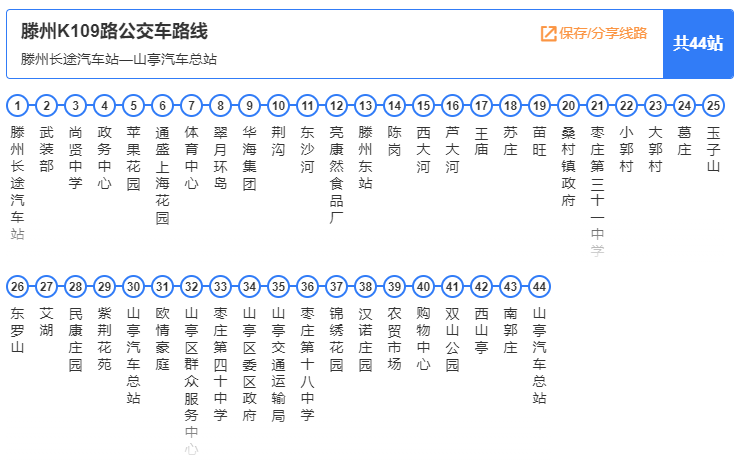 滕州K109路公交车路线
保存/分享线路
共44站
滕州长途汽车站—山亭汽车总站
1 滕州长途汽车站
2 武装部
3 尚贤中学
4 政务中心
5 苹果花园
6 通盛上海花园
7 体育中心
8 翠月环岛
9 华海集团
10 荆沟
11 东沙河
12 亮康然食品厂
13 滕州东站
14 陈岗
15 西大河
16 芦大河
17 王庙
18 苏庄
19 苗旺
20 桑村镇政府
21 枣庄第三十一中学
22 小郭村
23 大郭村
24 葛庄
25 玉子山
26 东罗山
27 艾湖
28 民康庄园
29 紫荆花苑
30 山亭汽车总站
31 欧情豪庭
32 山亭区群众服务中心
33 枣庄第四十中学
34 山亭区委区政府
35 山亭交通运输局
36 枣庄第十八中学
37 锦绣花园
38 汉诺庄园
39 农贸市场
40 购物中心
41 双山公园
42 西山亭
43 南郭庄
44 山亭汽车总站